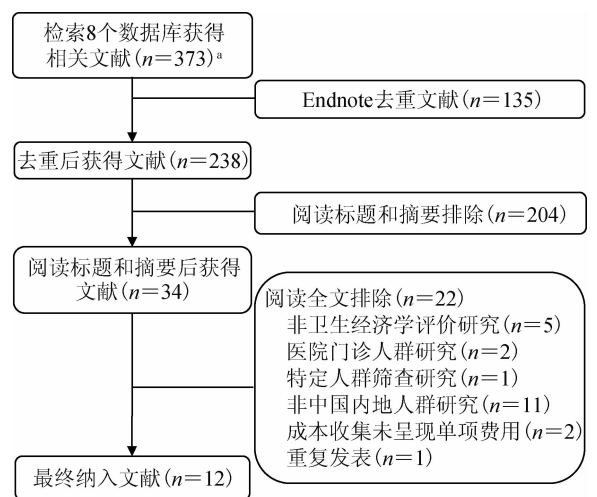 检索8个数据库获得
相关文献(n=373)a
Endnote去重文献(n=135)
去重后获得文献(n=238)
阅读标题和摘要排除(n=204)
阅读标题和摘要后获得
文献(n=34)
阅读全文排除(n=22)
非卫生经济学评价研究(n=5)
医院门诊人群研究(n=2)
特定人群筛查研究(n=1)
非中国内地人群研究(n=11)
成本收集未呈现单项费用(n=2)
重复发表(n=1)
最终纳入文献(n=12)